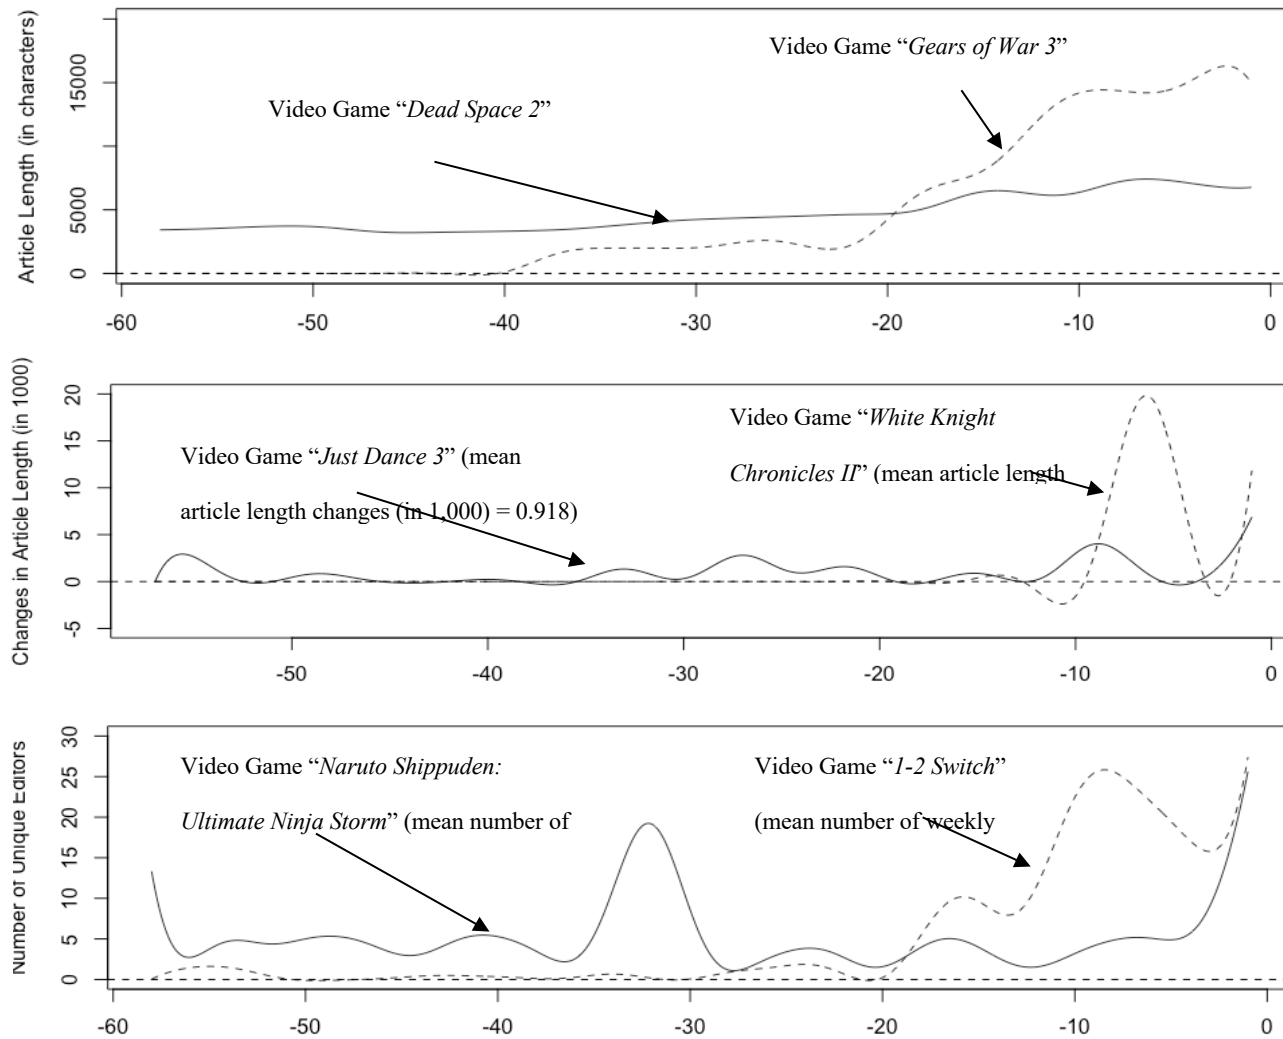 Article Length (in characters)
15000
5000
0
Video Game “Gears of War 3”
Video Game “Dead Space 2”
-60 -50 -40 -30 -20 -10 0
Changes in Article Length (in 1000)
20
15
10
5
0
-5
Video Game “White Knight
Chronicles II” (mean article length
Video Game “Just Dance 3” (mean
article length changes (in 1,000) = 0.918)
-50 -40 -30 -20 -10 0
Number of Unique Editors
30
25
20
15
10
5
0
Video Game “Naruto Shippuden:
Ultimate Ninja Storm” (mean number of
Video Game “1-2 Switch”
(mean number of weekly
-60 -50 -40 -30 -20 -10 0